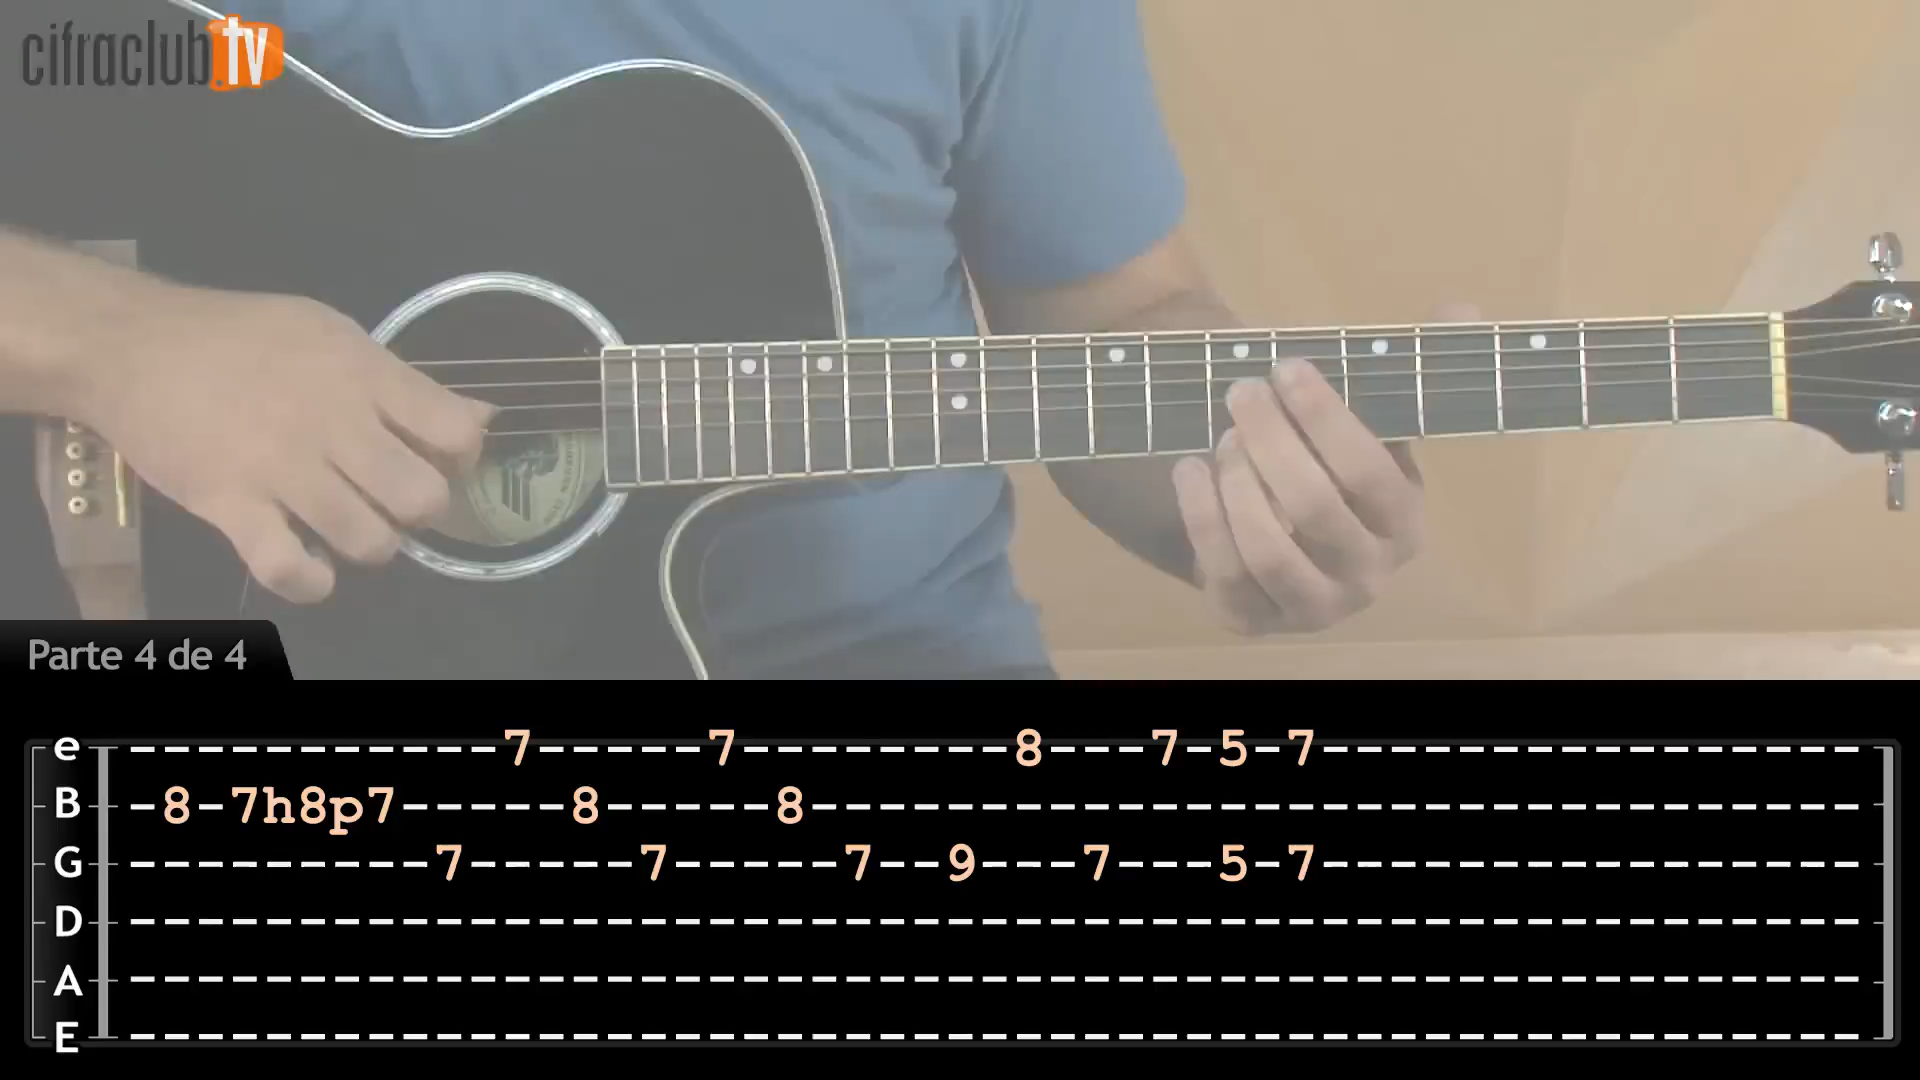 cifraclub.tv
Parte 4 de 4
e -----------7-----7--------8---7-5-7----------------
B -8-7h8p7-----8-----8-------------------------------
G ---------7-----7-----7--9---7---5-7----------------
D ---------------------------------------------------
A ---------------------------------------------------
E ---------------------------------------------------